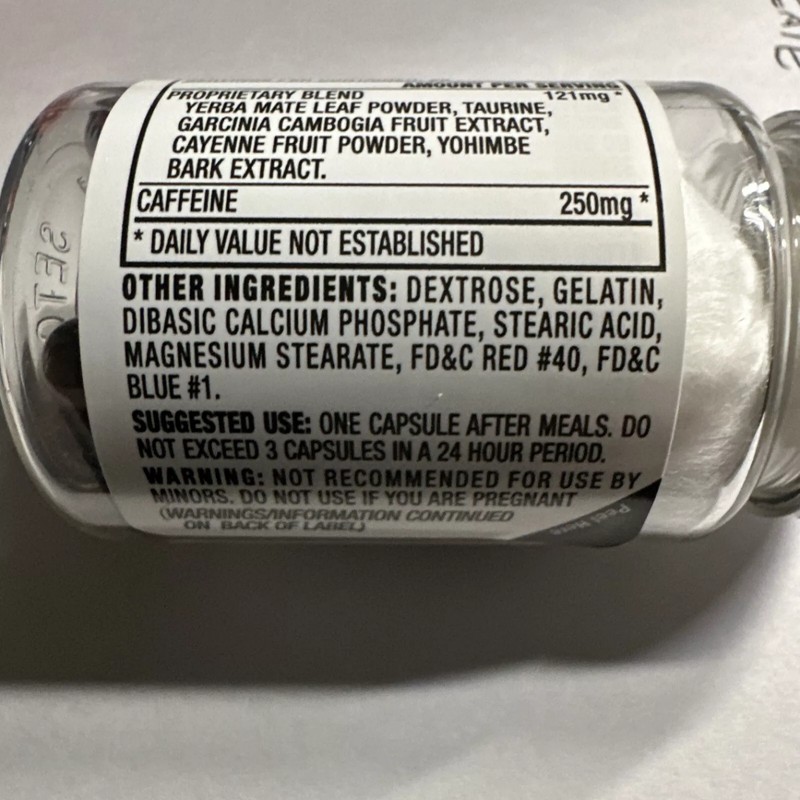 AMOUNT PER SERVING
PROPRIETARY BLEND 121mg*
YERBA MATE LEAF POWDER, TAURINE,
GARCINIA CAMBOGIA FRUIT EXTRACT,
CAYENNE FRUIT POWDER, YOHIMBE
BARK EXTRACT.
CAFFEINE 250mg *
* DAILY VALUE NOT ESTABLISHED
OTHER INGREDIENTS: DEXTROSE, GELATIN,
DIBASIC CALCIUM PHOSPHATE, STEARIC ACID,
MAGNESIUM STEARATE, FD&C RED #40, FD&C
BLUE #1.
SUGGESTED USE: ONE CAPSULE AFTER MEALS. DO
NOT EXCEED 3 CAPSULES IN A 24 HOUR PERIOD.
WARNING: NOT RECOMMENDED FOR USE BY
MINORS. DO NOT USE IF YOU ARE PREGNANT
(WARNINGS/INFORMATION CONTINUED
ON BACK OF LABEL)
Peel Here